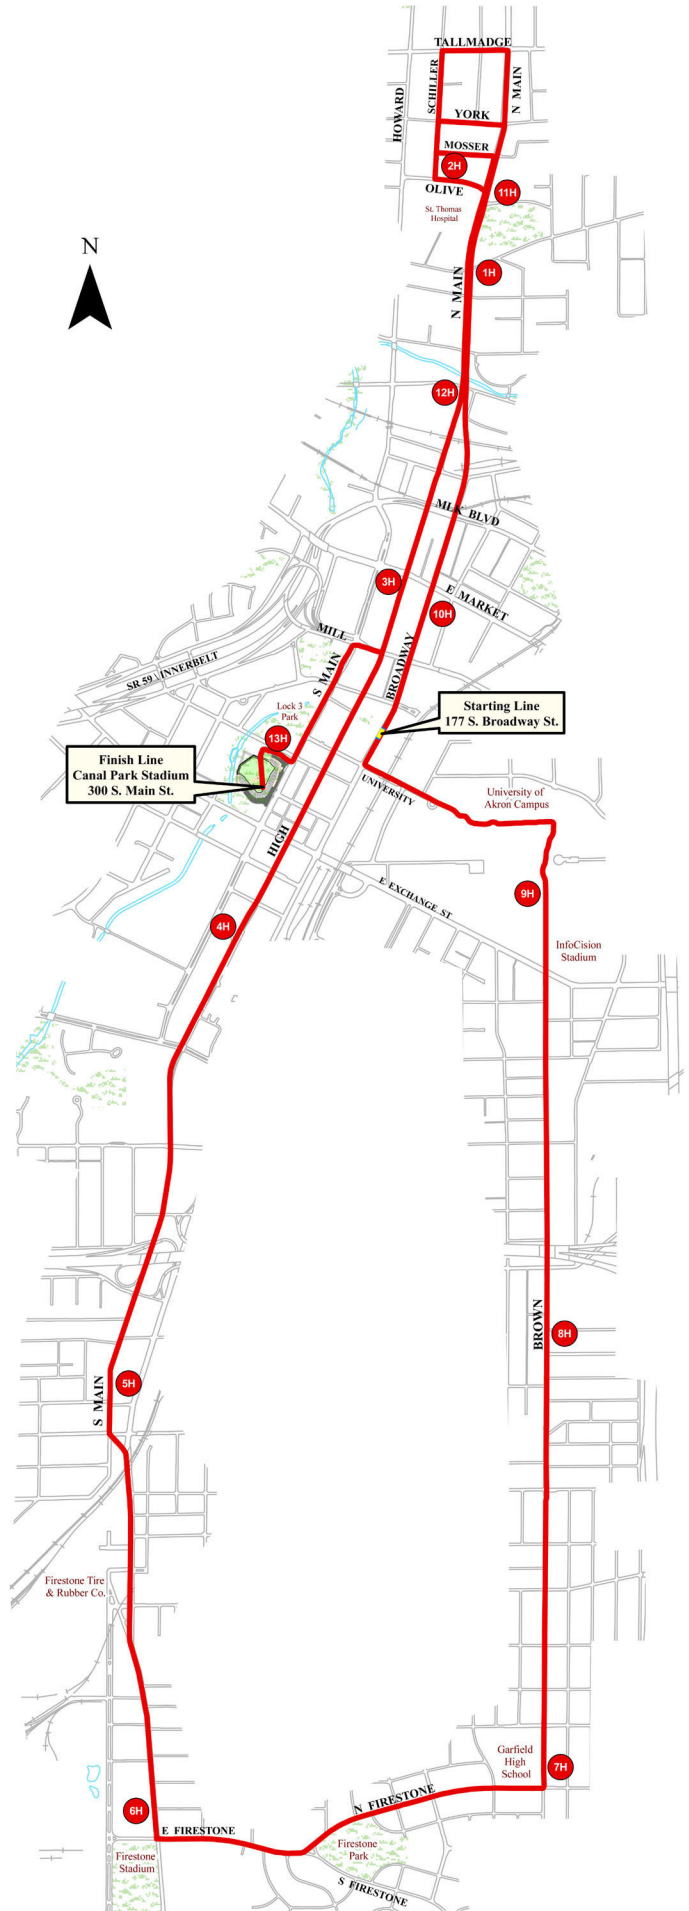 TALLMADGE
SCHILLER
N MAIN
HOWARD
YORK
MOSSER
2H
OLIVE
11H
St. Thomas
Hospital
N
1H
N MAIN
12H
MLK BLVD
3H
E MARKET
10H
MILL
SR 59 / INNERBELT
S MAIN
BROADWAY
Starting Line
177 S. Broadway St.
Lock 3
Park
13H
Finish Line
Canal Park Stadium
300 S. Main St.
UNIVERSITY
University of
Akron Campus
HIGH
E EXCHANGE ST
9H
4H
InfoCision
Stadium
BROWN
8H
S MAIN
5H
Firestone Tire
& Rubber Co.
Garfield
High
School
7H
6H
N FIRESTONE
E FIRESTONE
Firestone
Park
Firestone
Stadium
S FIRESTONE